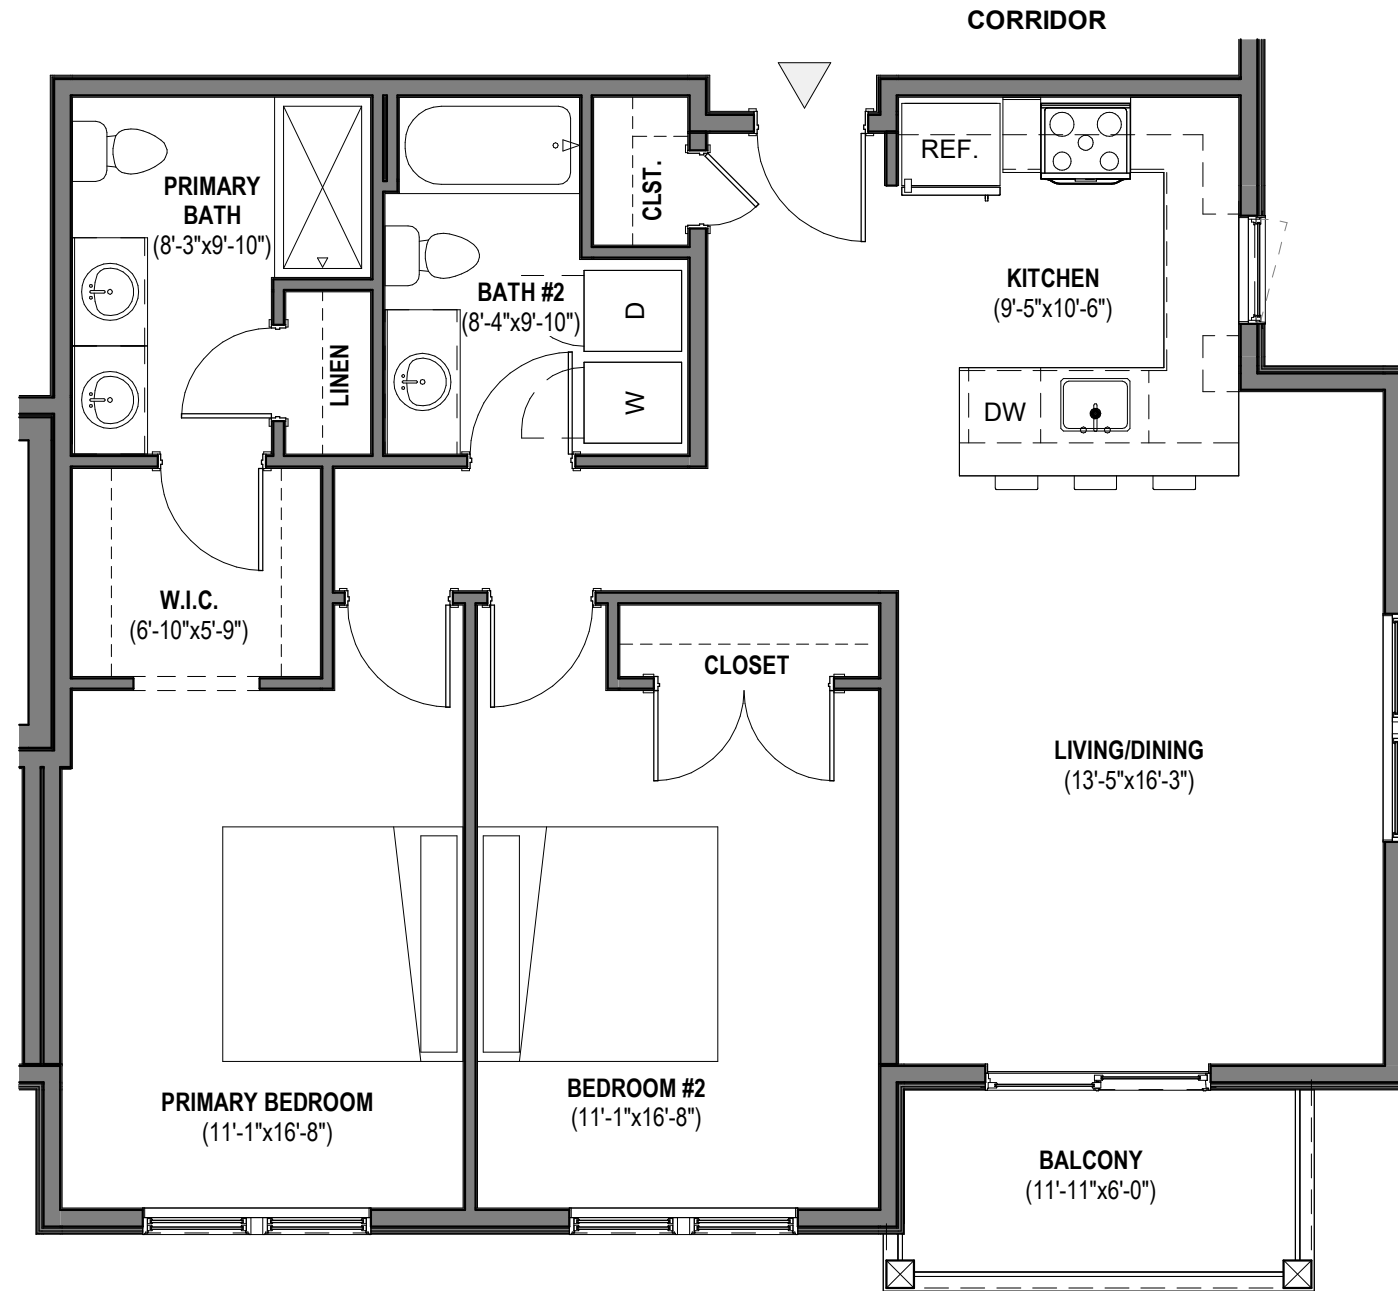 CORRIDOR
PRIMARY
BATH
(8'-3"x9'-10")
CLST.
REF.
KITCHEN
(9'-5"x10'-6")
BATH #2
(8'-4"x9'-10")
D
LINEN
W
DW
W.I.C.
(6'-10"x5'-9")
CLOSET
LIVING/DINING
(13'-5"x16'-3")
PRIMARY BEDROOM
(11'-1"x16'-8")
BEDROOM #2
(11'-1"x16'-8")
BALCONY
(11'-11"x6'-0")